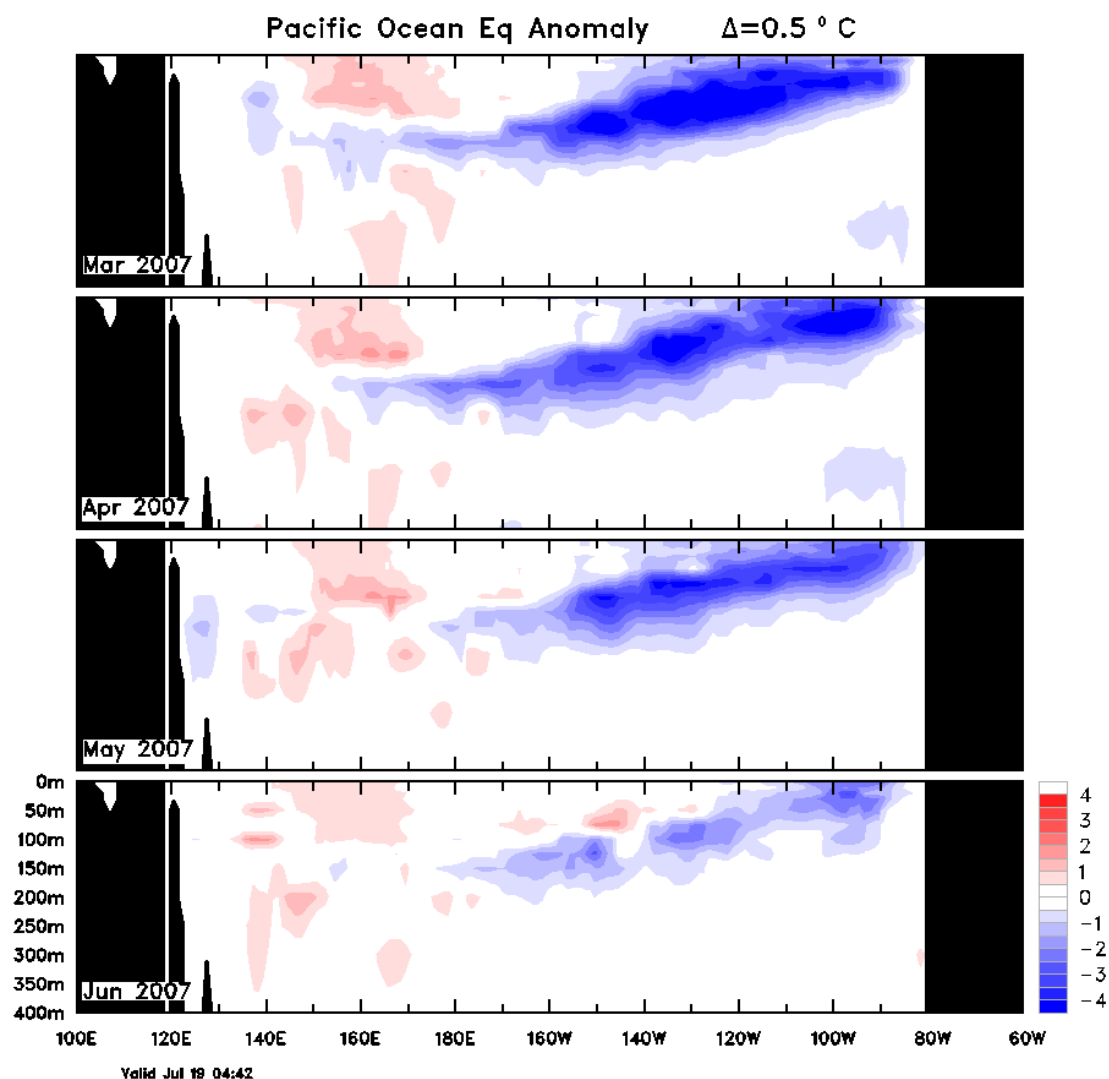 Pacific Ocean Eq Anomaly Δ=0.5 ° C
Mar 2007
Apr 2007
May 2007
Jun 2007
0m
50m
100m
150m
200m
250m
300m
350m
400m
4
3
2
1
0
-1
-2
-3
-4
100E 120E 140E 160E 180E 160W 140W 120W 100W 80W 60W
Valid Jul 19 04:42